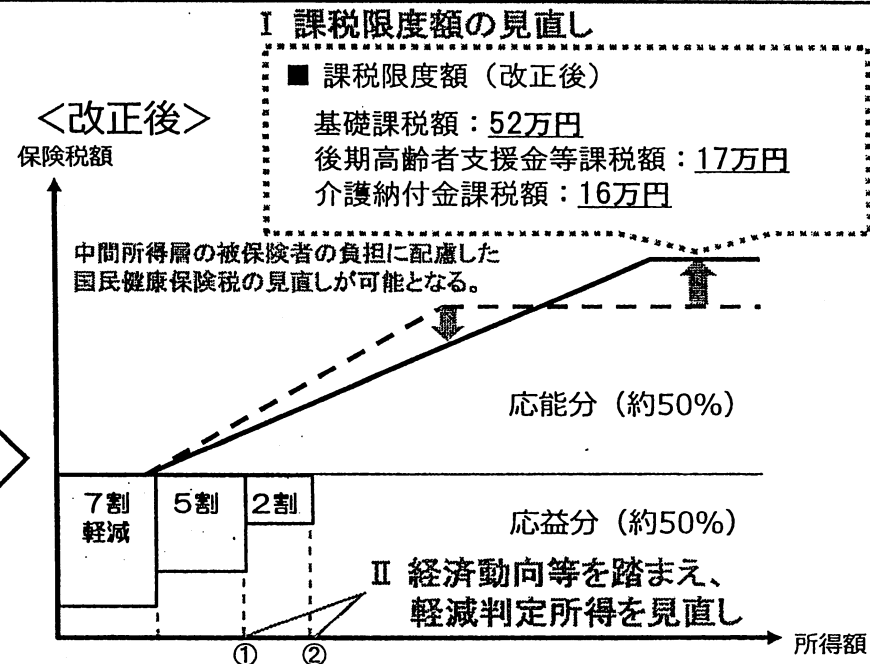 Ⅰ 課税限度額の見直し
■ 課税限度額（改正後）
基礎課税額：52万円
後期高齢者支援金等課税額：17万円
介護納付金課税額：16万円
＜改正後＞
保険税額
中間所得層の被保険者の負担に配慮した
国民健康保険税の見直しが可能となる。
応能分（約50%）
7割
軽減
5割
2割
応益分（約50%）
Ⅱ 経済動向等を踏まえ、
軽減判定所得を見直し
① ②
所得額